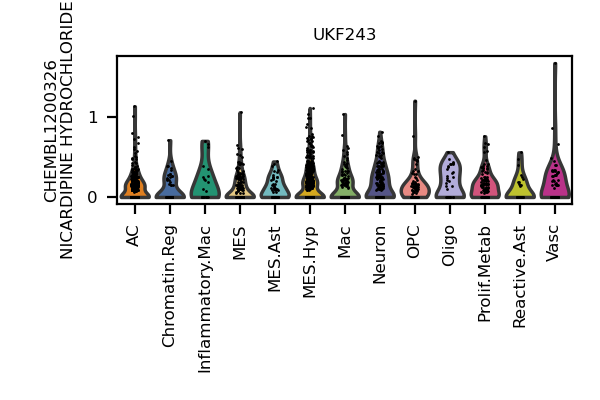 UKF243
CHEMBL1200326
NICARDIPINE HYDROCHLORIDE
1
0
AC
Chromatin.Reg
Inflammatory.Mac
MES
MES.Ast
MES.Hyp
Mac
Neuron
OPC
Oligo
Prolif.Metab
Reactive.Ast
Vasc